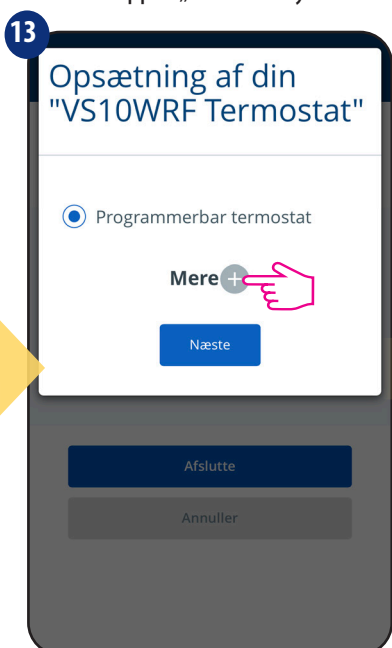 13
Opsætning af din
"VS10WRF Termostat"
Programmerbar termostat
Mere +
Næste
Afslutte
Annuller